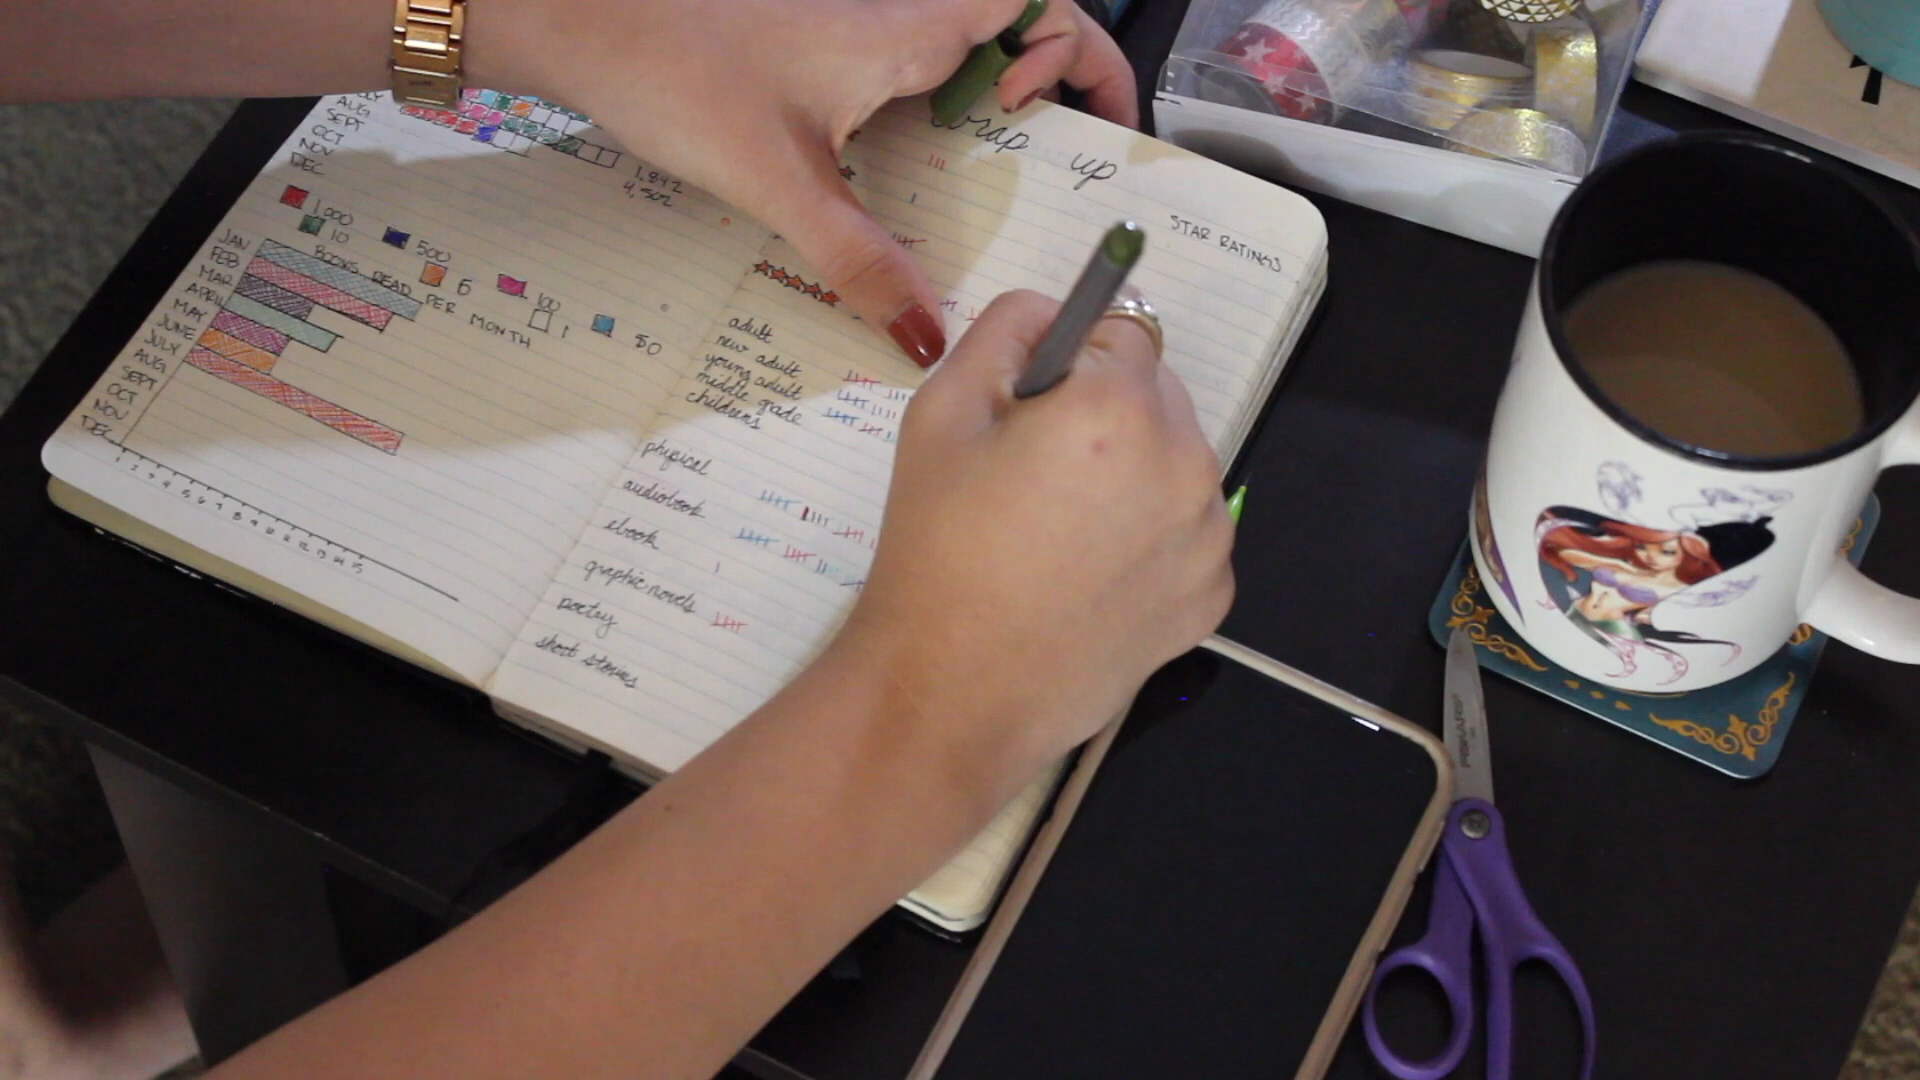 AUG
SEPT
OCT
NOV
DEC
1,842
1,000
10
500
5
100
1
50
BOOKS READ PER MONTH
JAN
FEB
MAR
APRIL
MAY
JUNE
JULY
AUG
SEPT
OCT
NOV
DEC
1 2 3 4 5 6 7 8 9 10 11 12 13 14 15
wrap up
STAR RATINGS
adult
new adult
young adult
middle grade
childrens
physical
audiobook
ebook
graphic novels
poetry
short stories
FISKARS